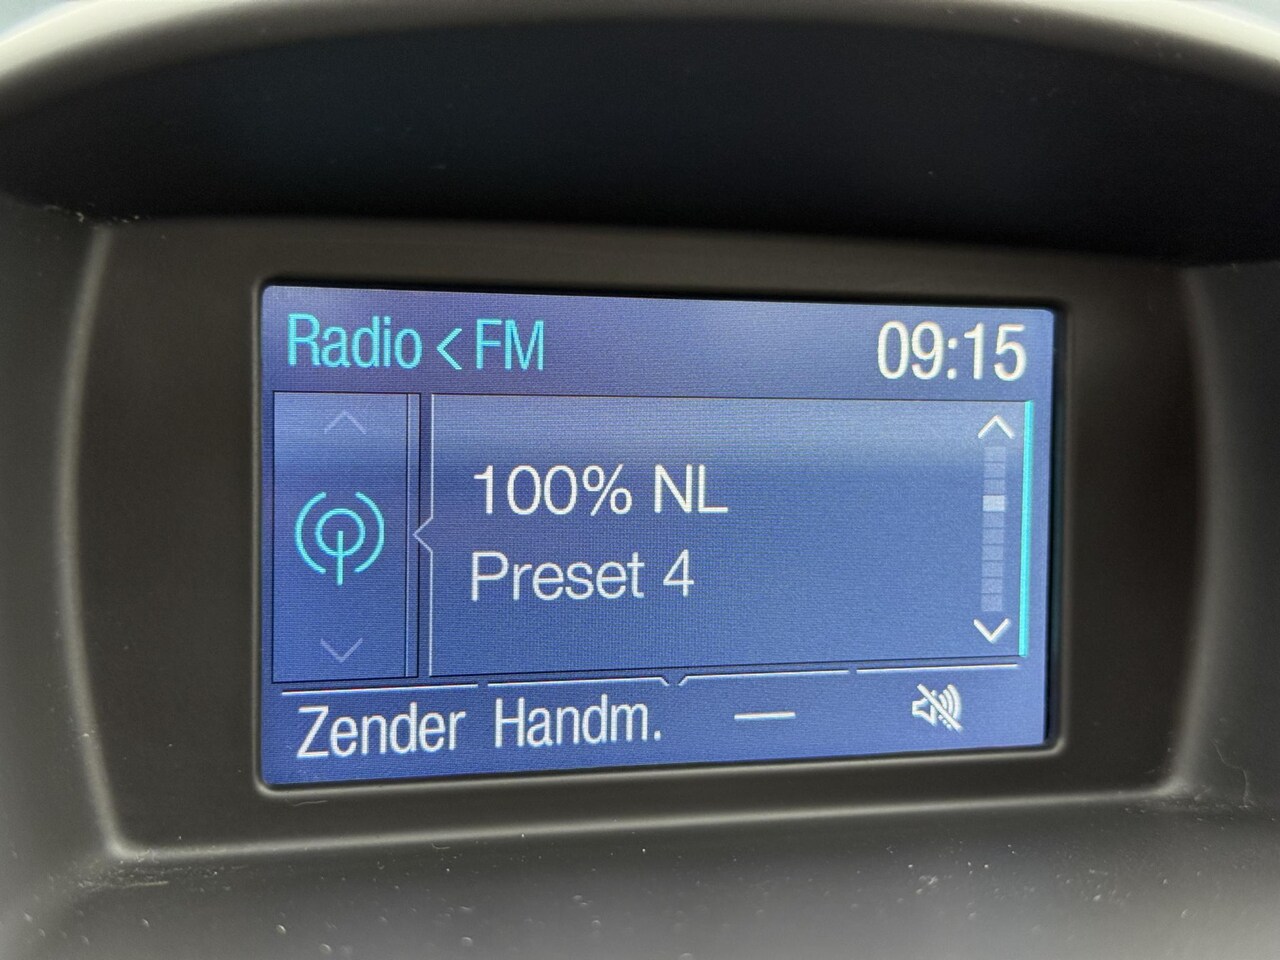 Radio < FM 09:15
100% NL
Preset 4
Zender Handm. —